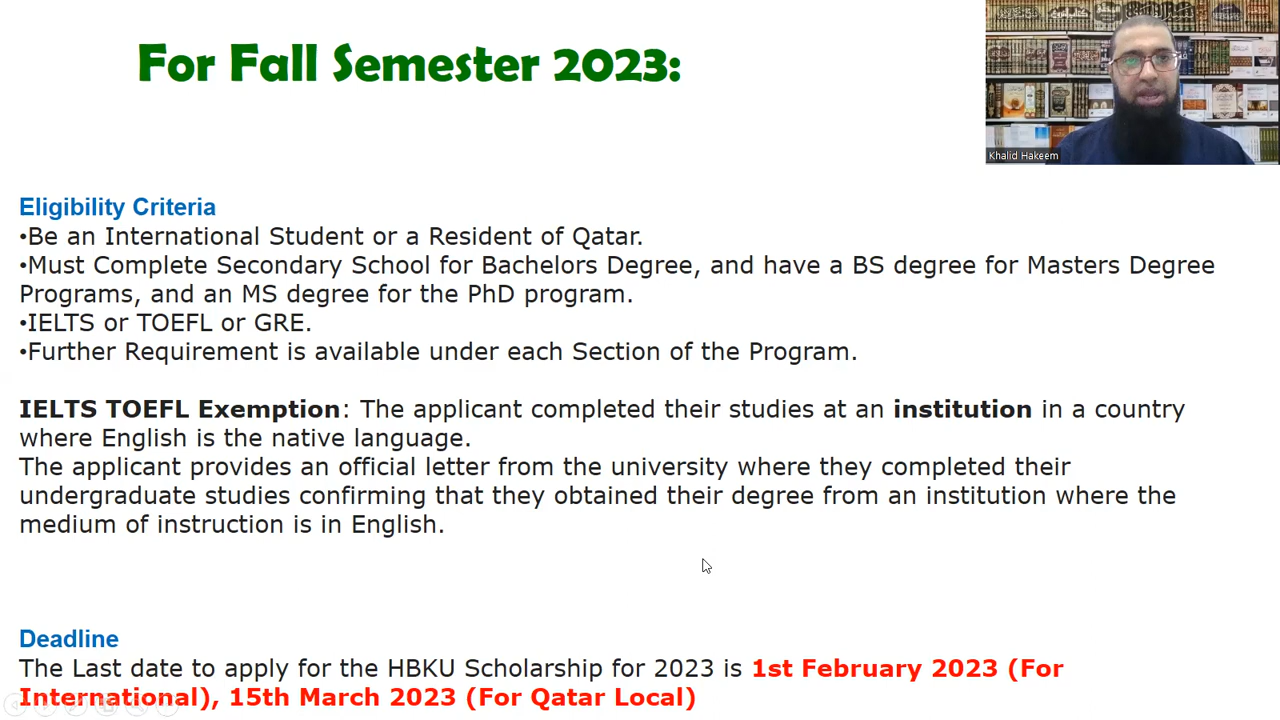 For Fall Semester 2023:
Khalid Hakeem
Eligibility Criteria
•Be an International Student or a Resident of Qatar.
•Must Complete Secondary School for Bachelors Degree, and have a BS degree for Masters Degree
Programs, and an MS degree for the PhD program.
•IELTS or TOEFL or GRE.
•Further Requirement is available under each Section of the Program.
IELTS TOEFL Exemption: The applicant completed their studies at an institution in a country
where English is the native language.
The applicant provides an official letter from the university where they completed their
undergraduate studies confirming that they obtained their degree from an institution where the
medium of instruction is in English.
Deadline
The Last date to apply for the HBKU Scholarship for 2023 is 1st February 2023 (For
International), 15th March 2023 (For Qatar Local)